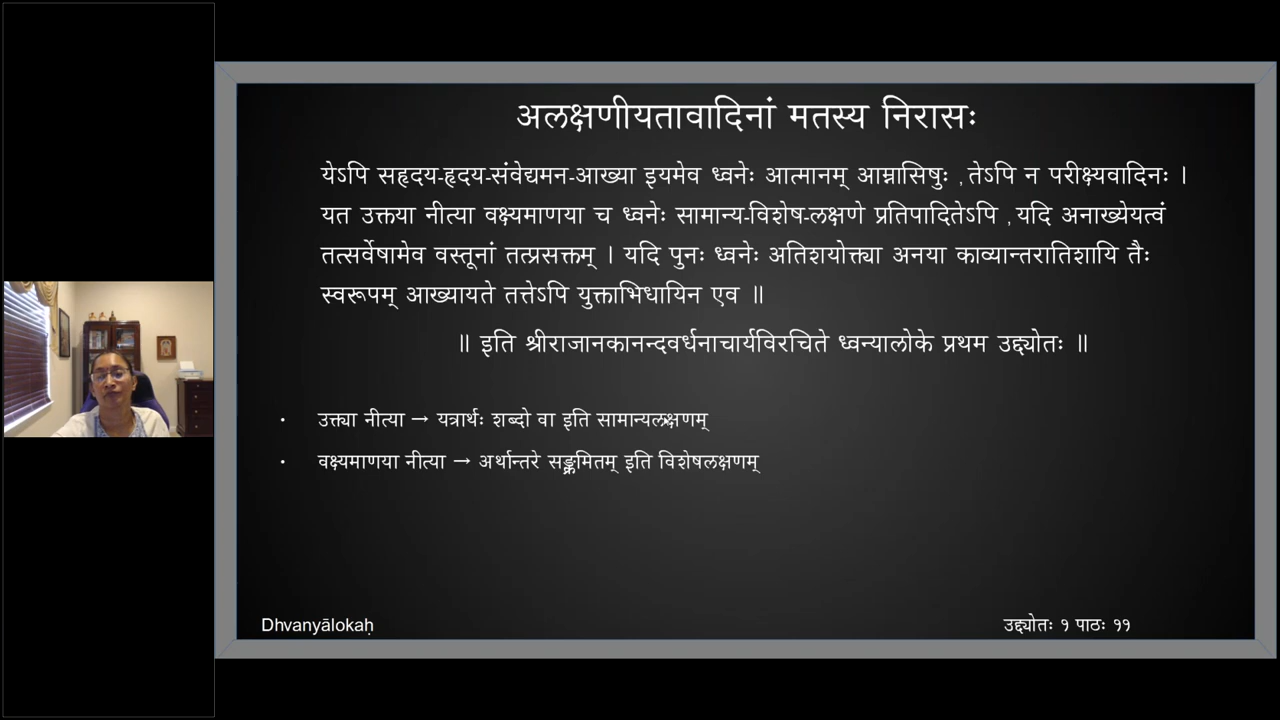 अलक्षणीयतावादिनां मतस्य निरासः
येऽपि सहृदय-हृदय-संवेद्यमन-आख्या इयमेव ध्वनेः आत्मानम् आम्नासिषुः , तेऽपि न परीक्ष्यवादिनः ।
यत उक्तया नीत्या वक्ष्यमाणया च ध्वनेः सामान्य-विशेष-लक्षणे प्रतिपादितेऽपि , यदि अनाख्येयत्वं
तत्सर्वेषामेव वस्तूनां तत्प्रसक्तम् । यदि पुनः ध्वनेः अतिशयोक्त्या अनया काव्यान्तरातिशायि तैः
स्वरूपम् आख्यायते तत्तेऽपि युक्ताभिधायिन एव ॥
॥ इति श्रीराजानकानन्दवर्धनाचार्यविरचिते ध्वन्यालोके प्रथम उद्द्योतः ॥
• उक्त्या नीत्या → यत्रार्थः शब्दो वा इति सामान्यलक्षणम्
• वक्ष्यमाणया नीत्या → अर्थान्तरे सङ्क्रमितम् इति विशेषलक्षणम्
Dhvanyālokaḥ
उद्द्योतः १ पाठः ११